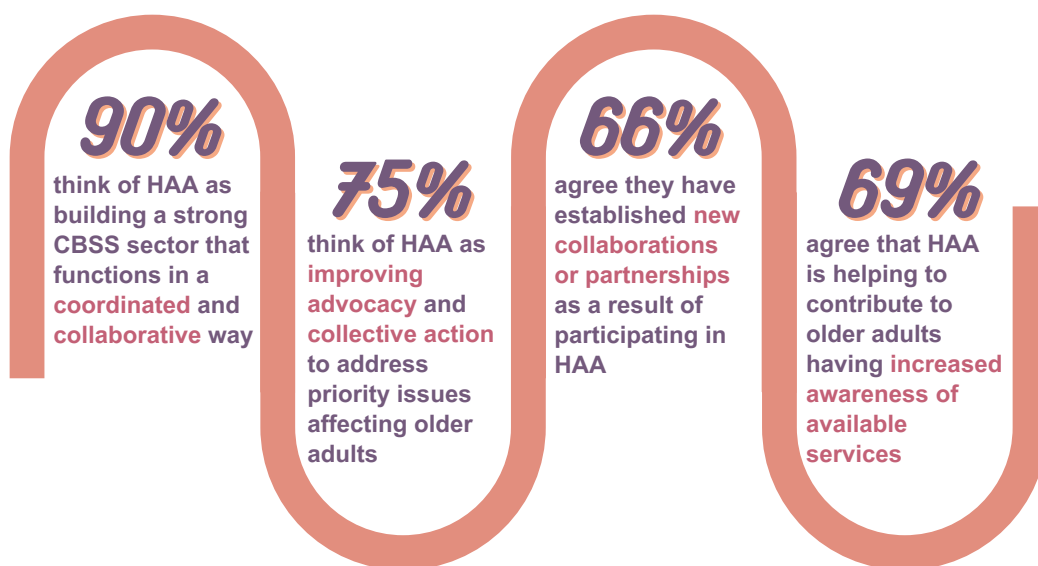 90%
think of HAA as
building a strong
CBSS sector that
functions in a
coordinated and
collaborative way
75%
think of HAA as
improving
advocacy and
collective action
to address
priority issues
affecting older
adults
66%
agree they have
established new
collaborations
or partnerships
as a result of
participating in
HAA
69%
agree that HAA
is helping to
contribute to
older adults
having increased
awareness of
available
services